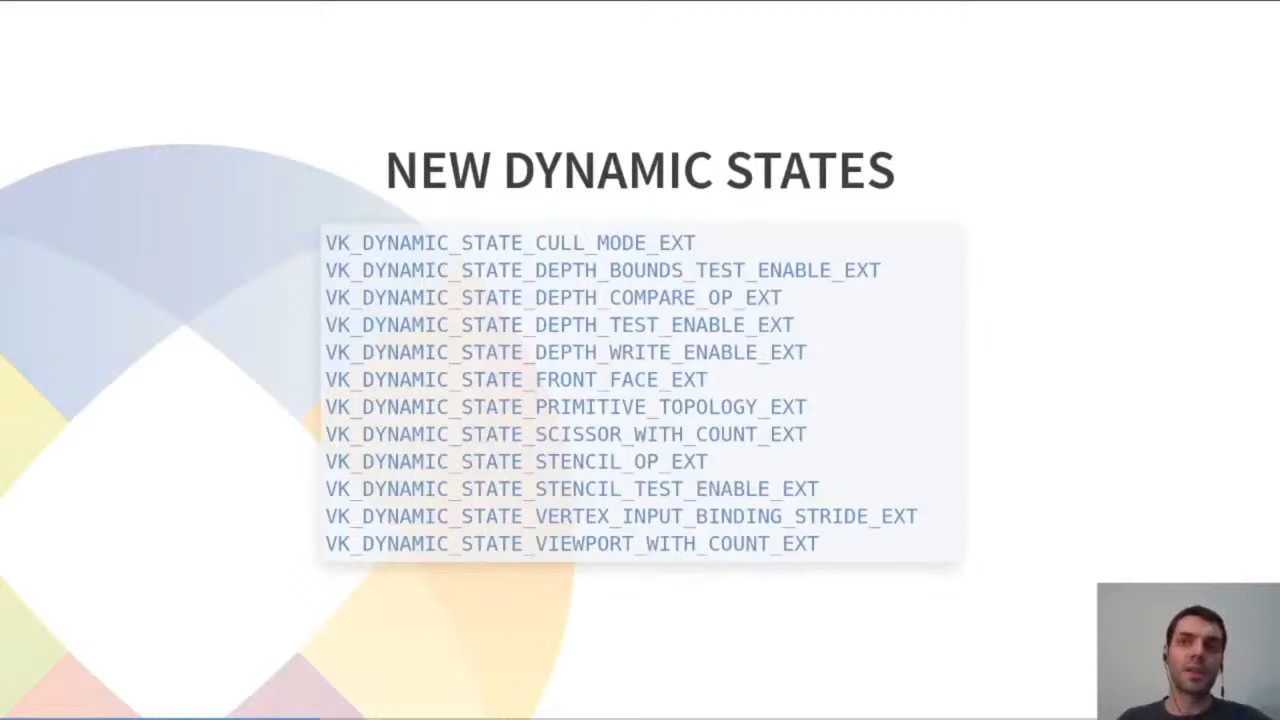 NEW DYNAMIC STATES
VK_DYNAMIC_STATE_CULL_MODE_EXT
VK_DYNAMIC_STATE_DEPTH_BOUNDS_TEST_ENABLE_EXT
VK_DYNAMIC_STATE_DEPTH_COMPARE_OP_EXT
VK_DYNAMIC_STATE_DEPTH_TEST_ENABLE_EXT
VK_DYNAMIC_STATE_DEPTH_WRITE_ENABLE_EXT
VK_DYNAMIC_STATE_FRONT_FACE_EXT
VK_DYNAMIC_STATE_PRIMITIVE_TOPOLOGY_EXT
VK_DYNAMIC_STATE_SCISSOR_WITH_COUNT_EXT
VK_DYNAMIC_STATE_STENCIL_OP_EXT
VK_DYNAMIC_STATE_STENCIL_TEST_ENABLE_EXT
VK_DYNAMIC_STATE_VERTEX_INPUT_BINDING_STRIDE_EXT
VK_DYNAMIC_STATE_VIEWPORT_WITH_COUNT_EXT